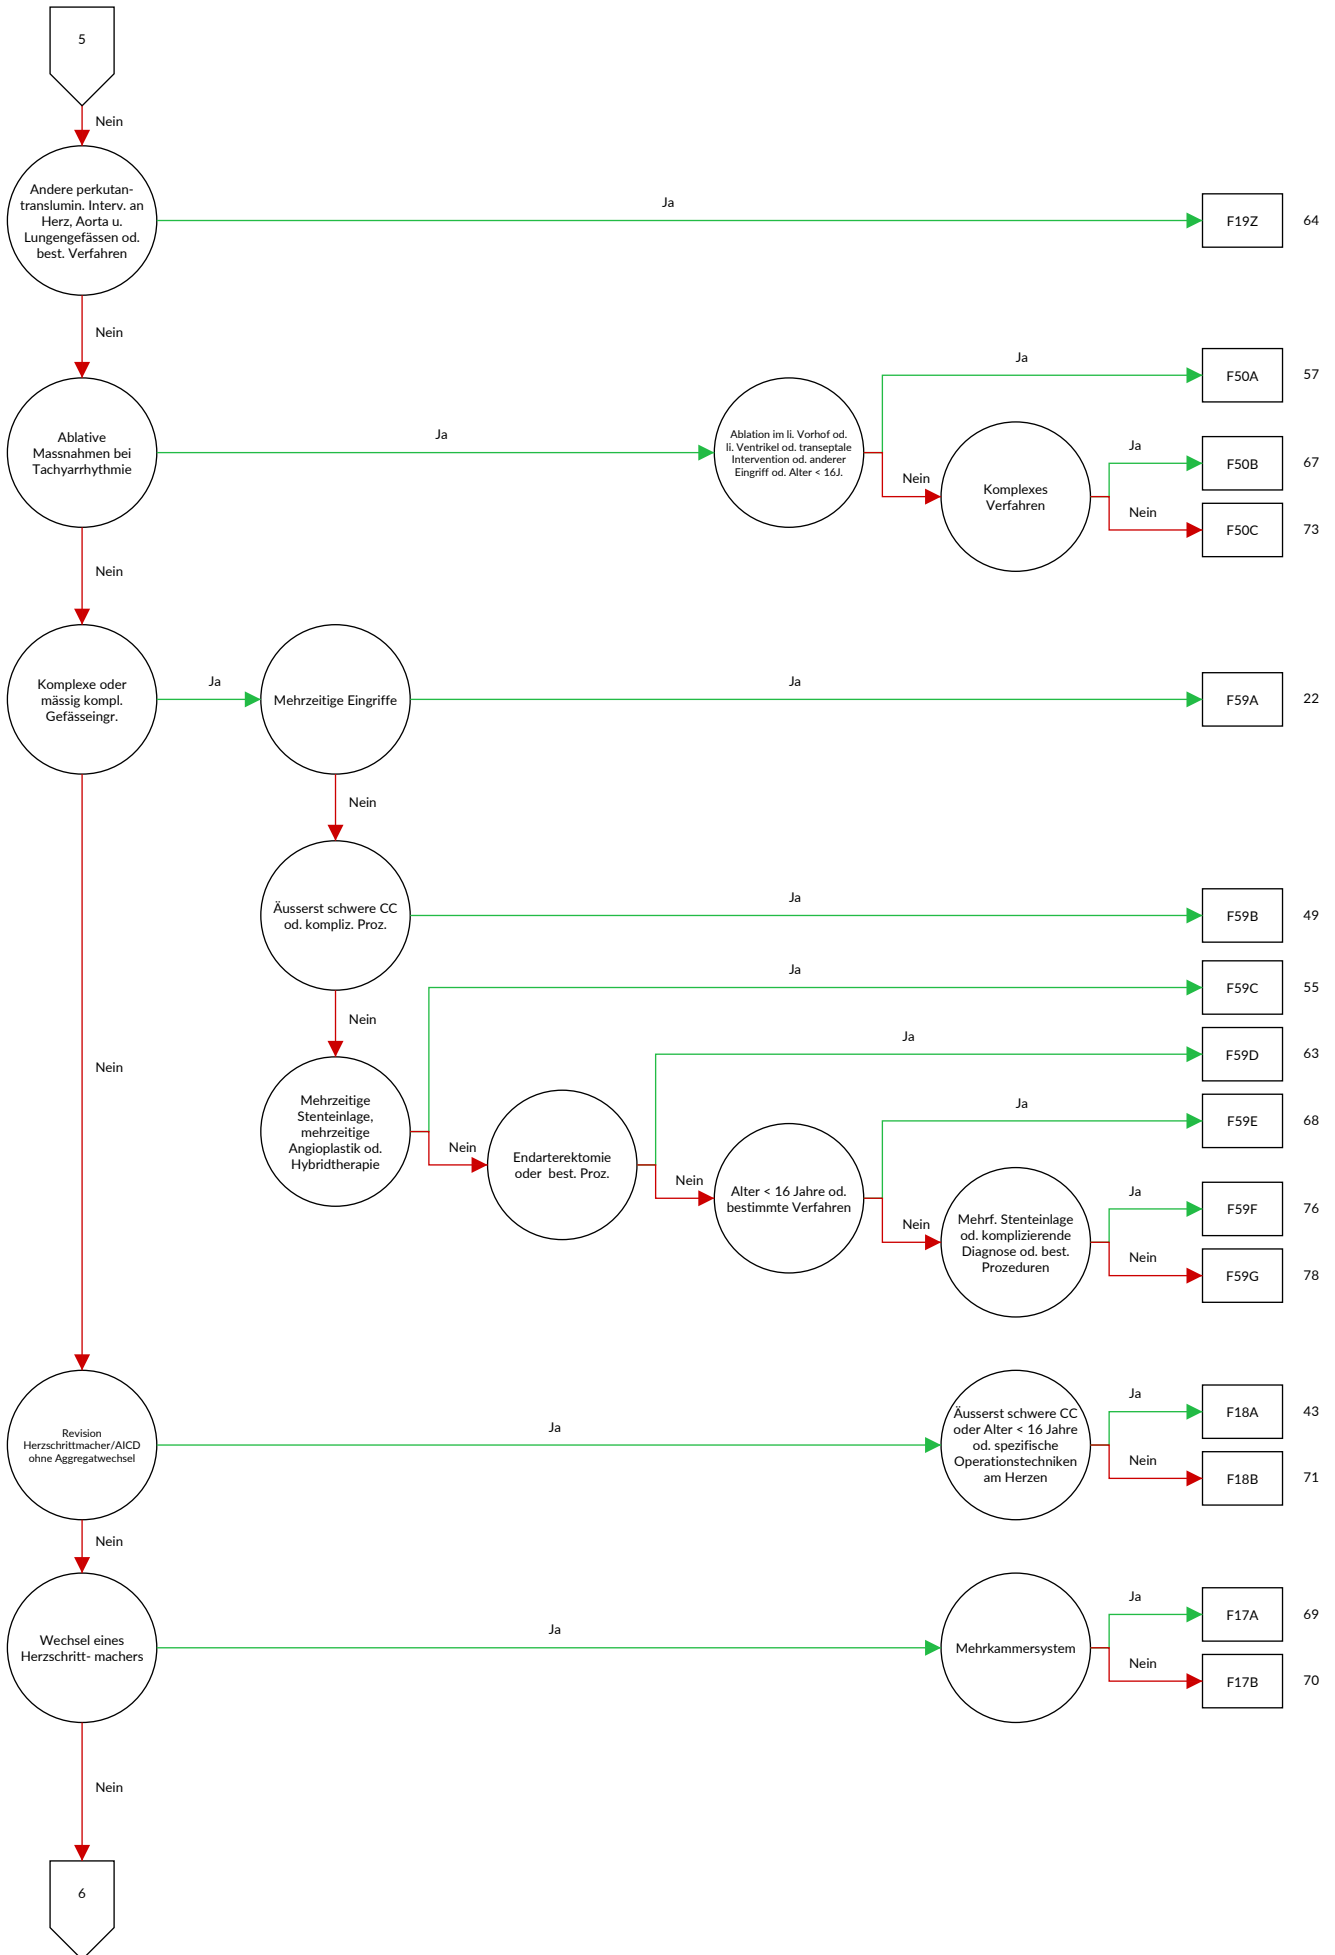 5
Nein
Andere perkutan-
translumin. Interv. an
Herz, Aorta u.
Lungengefässen od.
best. Verfahren
Ja
F19Z
64
Nein
Ablative
Massnahmen bei
Tachyarrhythmie
Ja
Ablation im li. Vorhof od.
li. Ventrikel od. transeptale
Intervention od. anderer
Eingriff od. Alter < 16J.
Ja
F50A
57
Nein
Komplexes
Verfahren
Ja
F50B
67
Nein
F50C
73
Nein
Komplexe oder
mässig kompl.
Gefässeingr.
Ja
Mehrzeitige Eingriffe
Ja
F59A
22
Nein
Äusserst schwere CC
od. kompliz. Proz.
Ja
F59B
49
Nein
Mehrzeitige
Stenteinlage,
mehrzeitige
Angioplastik od.
Hybridtherapie
Ja
F59C
55
Nein
Endarterektomie
oder  best. Proz.
Ja
F59D
63
Nein
Alter < 16 Jahre od.
bestimmte Verfahren
Ja
F59E
68
Nein
Mehrf. Stenteinlage
od. komplizierende
Diagnose od. best.
Prozeduren
Ja
F59F
76
Nein
F59G
78
Nein
Revision
Herzschrittmacher/AICD
ohne Aggregatwechsel
Ja
Äusserst schwere CC
oder Alter < 16 Jahre
od. spezifische
Operationstechniken
am Herzen
Ja
F18A
43
Nein
F18B
71
Nein
Wechsel eines
Herzschritt- machers
Ja
Mehrkammersystem
Ja
F17A
69
Nein
F17B
70
Nein
6